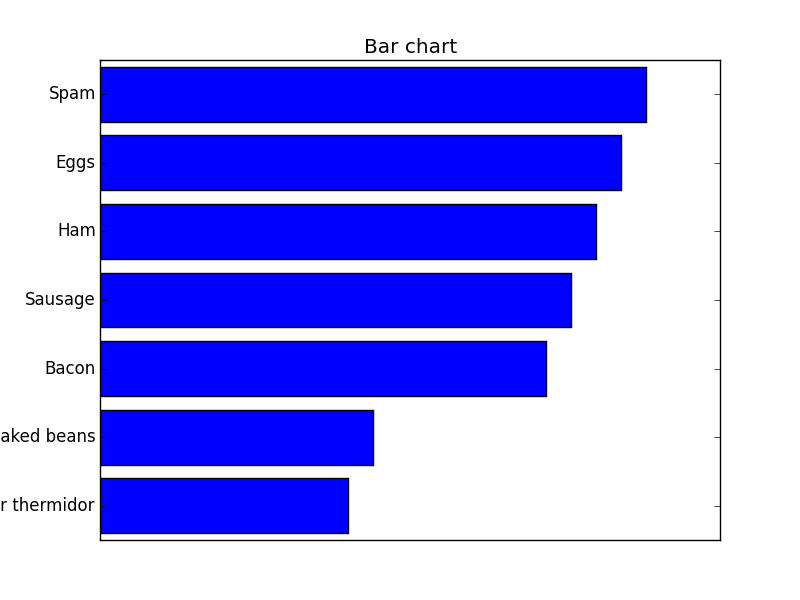 Bar chart
Spam
Eggs
Ham
Sausage
Bacon
aked beans
r thermidor